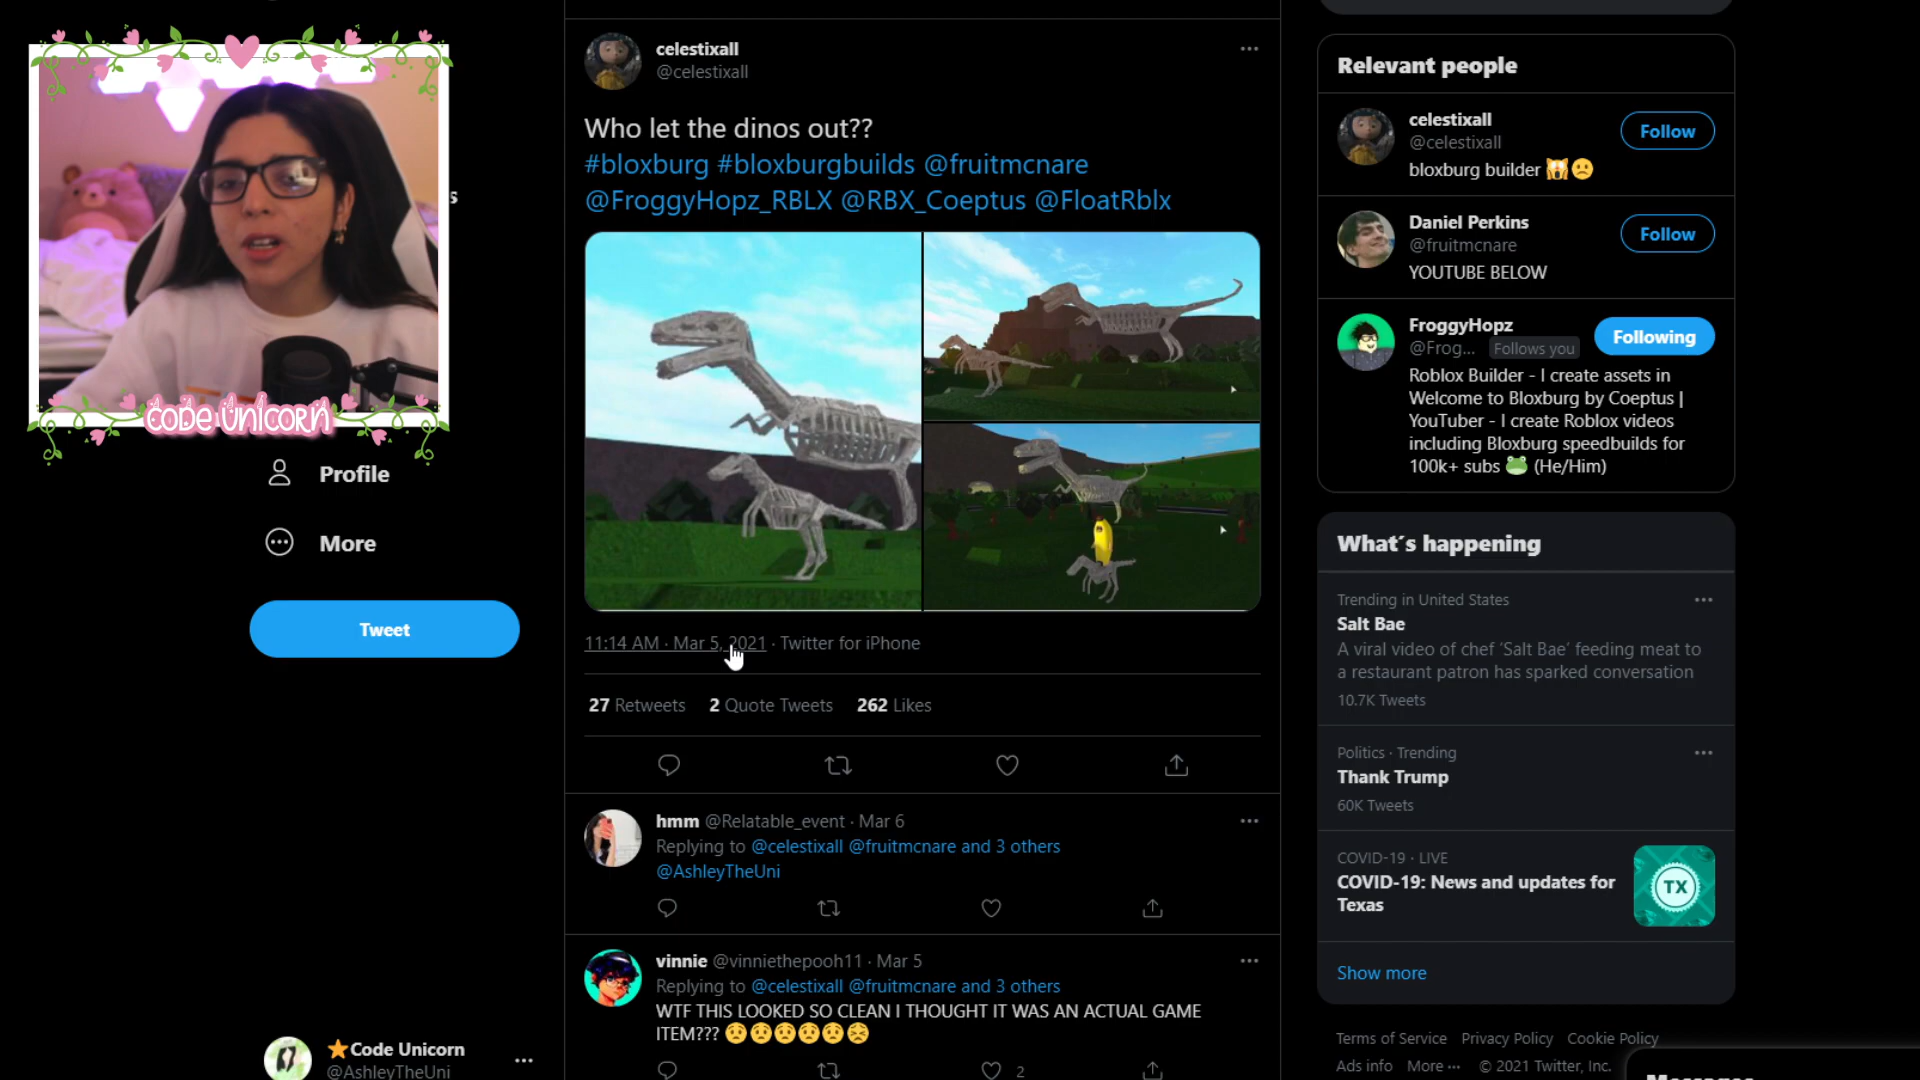 CODE UNICORN
s
Profile
More
Tweet
⭐Code Unicorn
@AshleyTheUni
celestixall
@celestixall
Who let the dinos out??
#bloxburg #bloxburgbuilds @fruitmcnare
@FroggyHopz_RBLX @RBX_Coeptus @FloatRblx
11:14 AM · Mar 5, 2021 · Twitter for iPhone
27 Retweets 2 Quote Tweets 262 Likes
hmm @Relatable_event · Mar 6
Replying to @celestixall @fruitmcnare and 3 others
@AshleyTheUni
vinnie @vinniethepooh11 · Mar 5
Replying to @celestixall @fruitmcnare and 3 others
WTF THIS LOOKED SO CLEAN I THOUGHT IT WAS AN ACTUAL GAME
ITEM??? 😧😧😧😧😧😣
2
Relevant people
celestixall
@celestixall
Follow
bloxburg builder 🙀🙁
Daniel Perkins
@fruitmcnare
Follow
YOUTUBE BELOW
FroggyHopz
@Frog... Follows you
Following
Roblox Builder - I create assets in
Welcome to Bloxburg by Coeptus |
YouTuber - I create Roblox videos
including Bloxburg speedbuilds for
100k+ subs 🐸 (He/Him)
What's happening
Trending in United States
Salt Bae
A viral video of chef 'Salt Bae' feeding meat to
a restaurant patron has sparked conversation
10.7K Tweets
Politics · Trending
Thank Trump
60K Tweets
COVID-19 · LIVE
COVID-19: News and updates for
Texas
TX
Show more
Terms of Service Privacy Policy Cookie Policy
Ads info More ··· © 2021 Twitter, Inc.
Messages